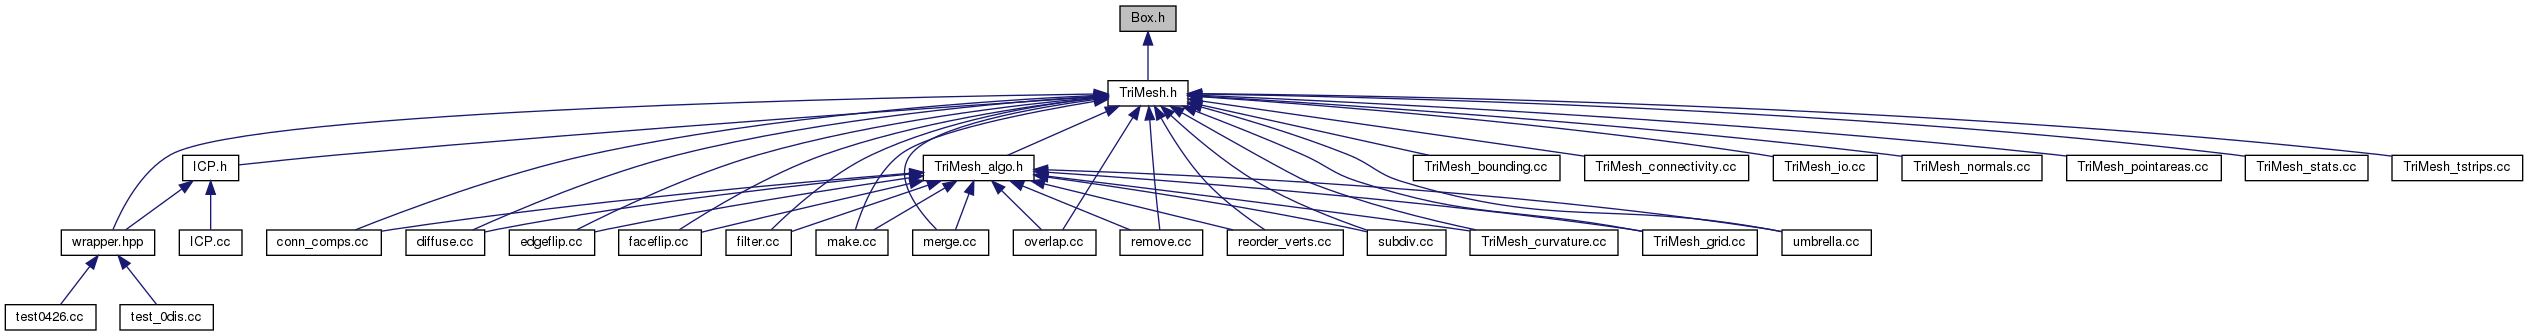 Box.h
TriMesh.h
ICP.h
TriMesh_algo.h
TriMesh_bounding.cc
TriMesh_connectivity.cc
TriMesh_io.cc
TriMesh_normals.cc
TriMesh_pointareas.cc
TriMesh_stats.cc
TriMesh_tstrips.cc
wrapper.hpp
ICP.cc
conn_comps.cc
diffuse.cc
edgeflip.cc
faceflip.cc
filter.cc
make.cc
merge.cc
overlap.cc
remove.cc
reorder_verts.cc
subdiv.cc
TriMesh_curvature.cc
TriMesh_grid.cc
umbrella.cc
test0426.cc
test_0dis.cc